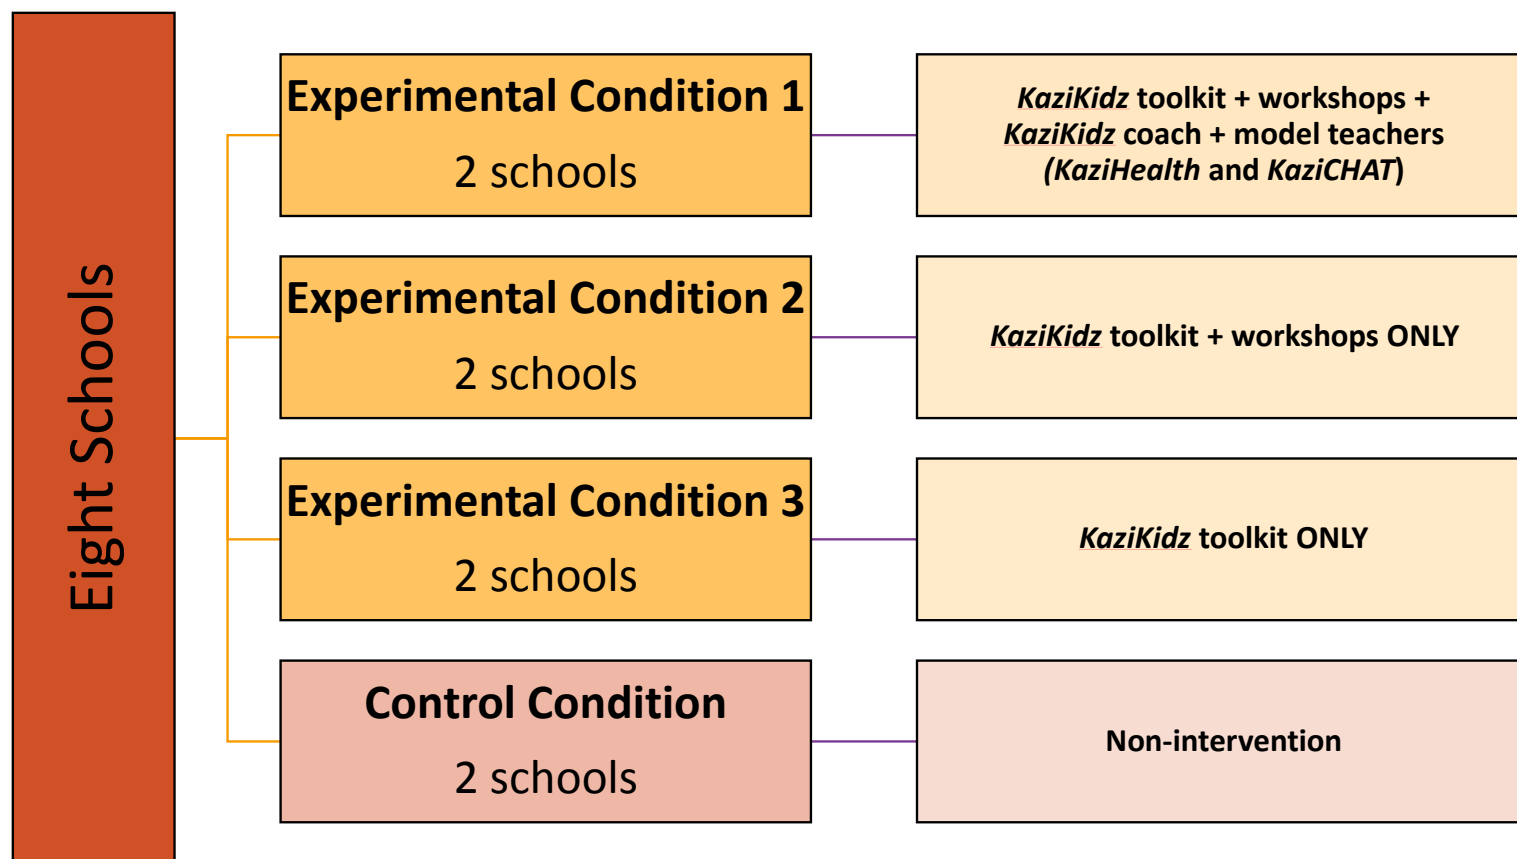 Eight Schools
Experimental Condition 1
2 schools
KaziKidz toolkit + workshops +
KaziKidz coach + model teachers
(KaziHealth and KaziCHAT)
Experimental Condition 2
2 schools
KaziKidz toolkit + workshops ONLY
Experimental Condition 3
2 schools
KaziKidz toolkit ONLY
Control Condition
2 schools
Non-intervention